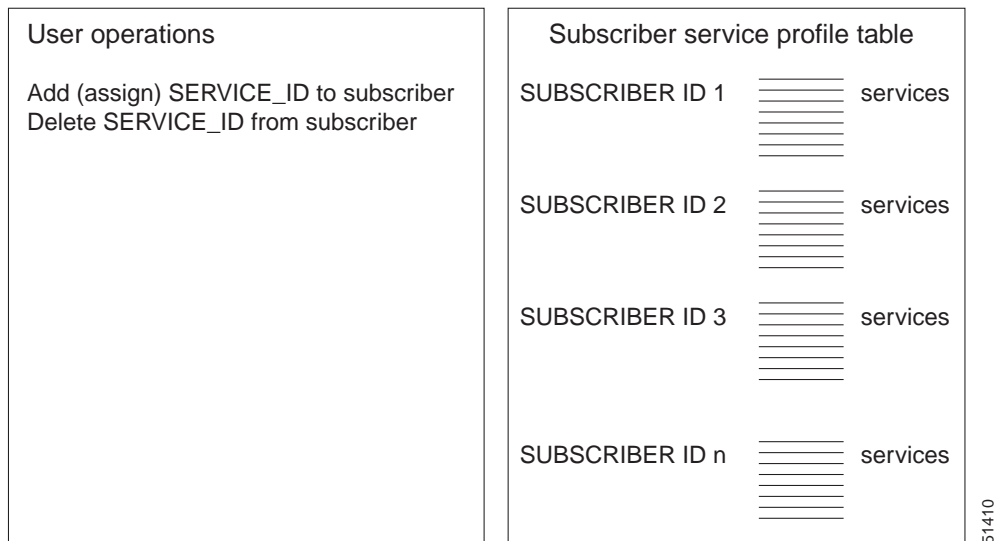 User operations
Add (assign) SERVICE_ID to subscriber
Delete SERVICE_ID from subscriber
Subscriber service profile table
SUBSCRIBER ID 1 services
SUBSCRIBER ID 2 services
SUBSCRIBER ID 3 services
SUBSCRIBER ID n services